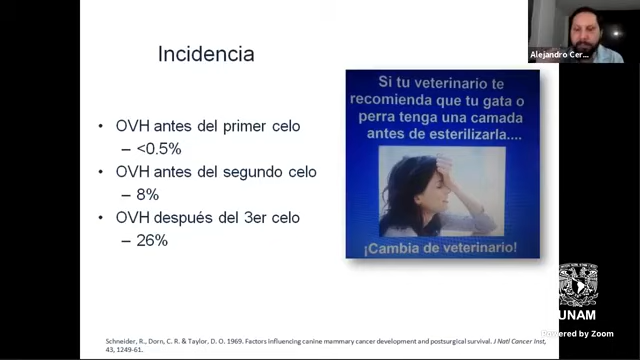 Incidencia
• OVH antes del primer celo
– <0.5%
• OVH antes del segundo celo
– 8%
• OVH después del 3er celo
– 26%
Si tu veterinario te
recomienda que tu gata o
perra tenga una camada
antes de esterilizarla....
¡Cambia de veterinario!
Schneider, R., Dorn, C. R. & Taylor, D. O. 1969. Factors influencing canine mammary cancer development and postsurgical survival. J Natl Cancer Inst,
43, 1249-61.
Alejandro Cer...
UNAM
Powered by Zoom